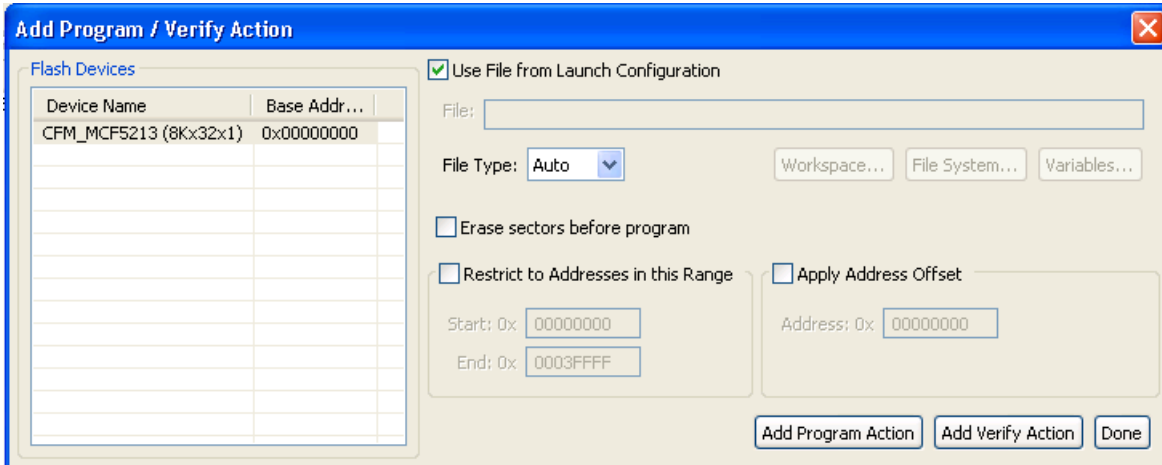 Add Program / Verify Action
Flash Devices
Device Name Base Addr...
CFM_MCF5213 (8Kx32x1) 0x00000000
Use File from Launch Configuration
File:
File Type: Auto Workspace... File System... Variables...
Erase sectors before program
Restrict to Addresses in this Range Apply Address Offset
Start: 0x 00000000 Address: 0x 00000000
End: 0x 0003FFFF
Add Program Action Add Verify Action Done